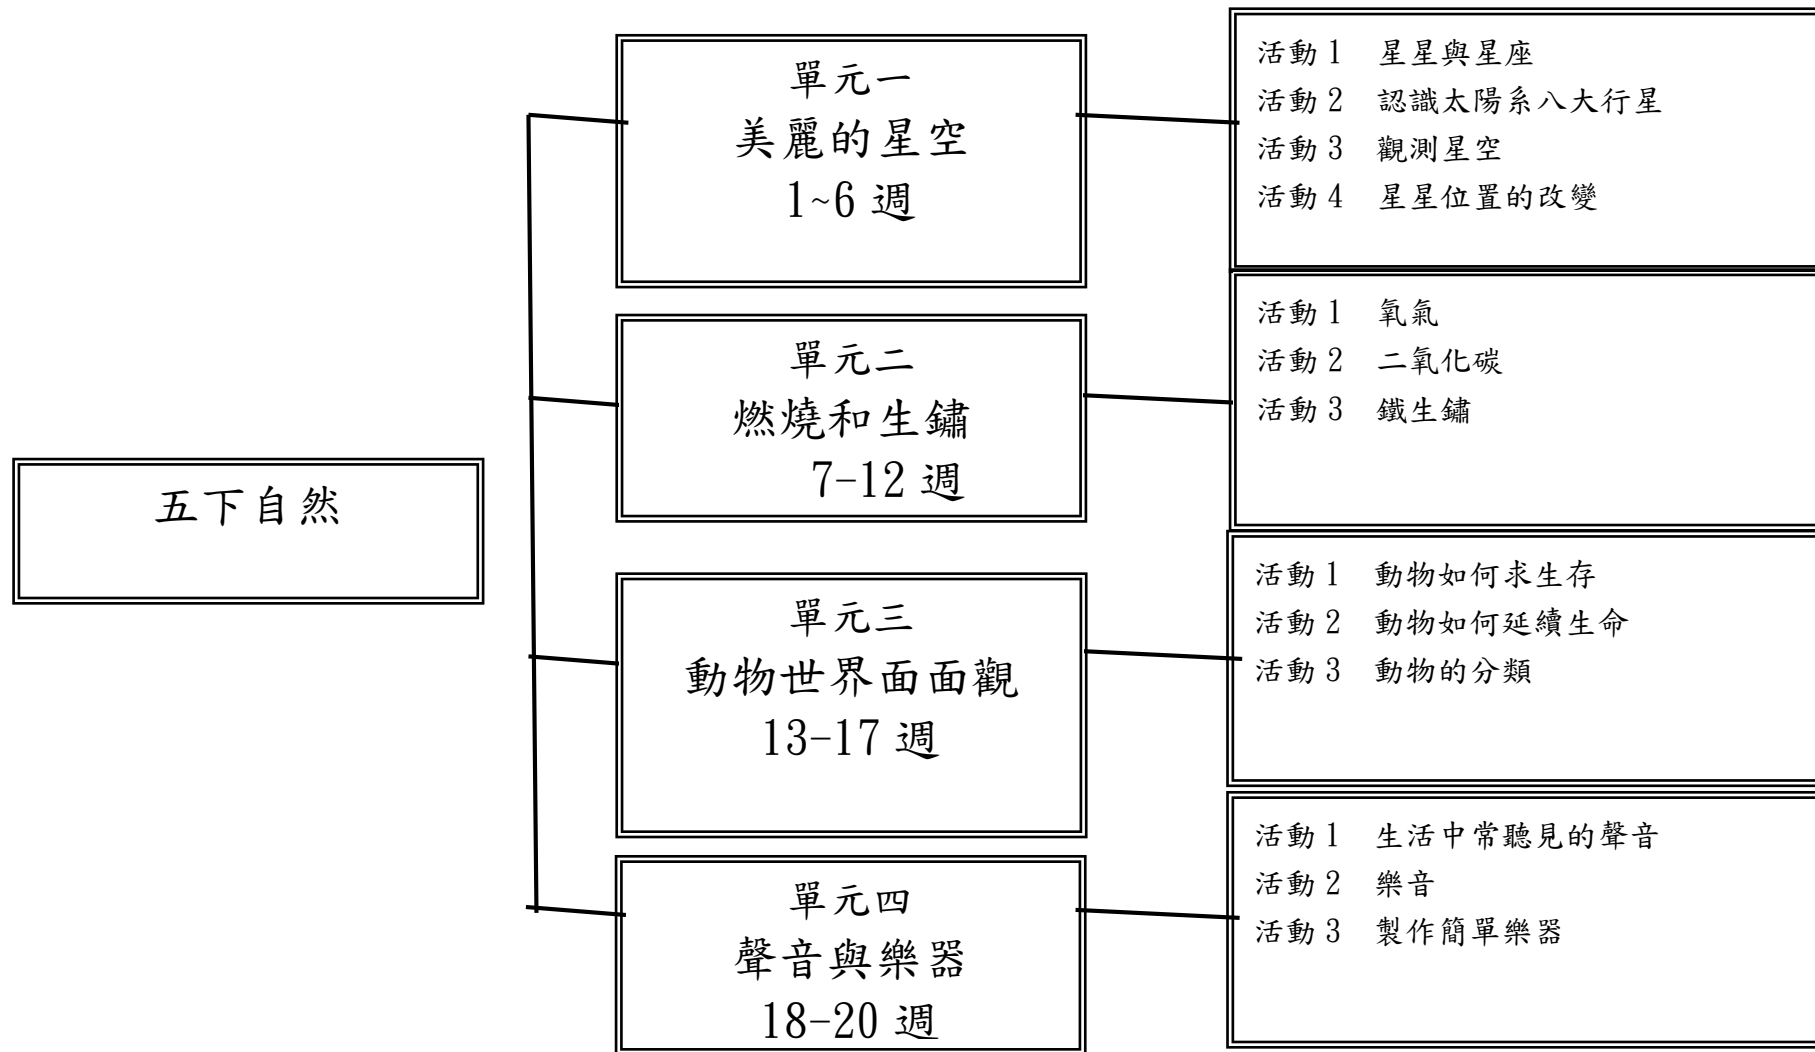 五下自然
單元一
美麗的星空
1~6 週
活動 1 星星與星座
活動 2 認識太陽系八大行星
活動 3 觀測星空
活動 4 星星位置的改變
單元二
燃燒和生鏽
7-12 週
活動 1 氧氣
活動 2 二氧化碳
活動 3 鐵生鏽
單元三
動物世界面面觀
13-17 週
活動 1 動物如何求生存
活動 2 動物如何延續生命
活動 3 動物的分類
單元四
聲音與樂器
18-20 週
活動 1 生活中常聽見的聲音
活動 2 樂音
活動 3 製作簡單樂器